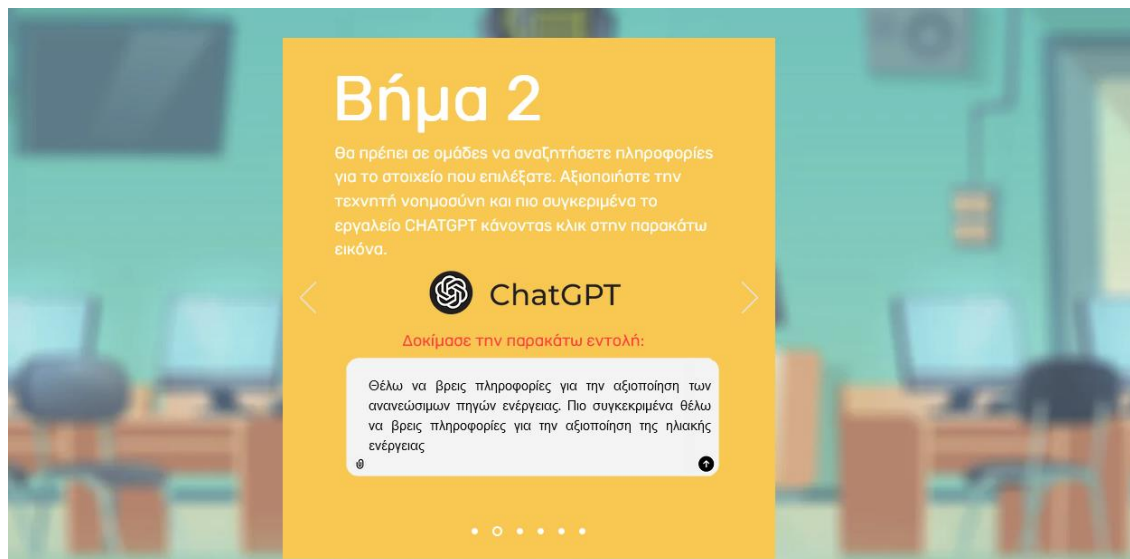 Βήμα 2
Θα πρέπει σε ομάδες να αναζητήσετε πληροφορίες
για το στοιχείο που επιλέξατε. Αξιοποιήστε την
τεχνητή νοημοσύνη και πιο συγκεριμένα το
εργαλείο CHATGPT κάνοντας κλικ στην παρακάτω
εικόνα.
ChatGPT
Δοκίμασε την παρακάτω εντολή:
Θέλω να βρεις πληροφορίες για την αξιοποίηση των
ανανεώσιμων πηγών ενέργειας. Πιο συγκεκριμένα θέλω
να βρεις πληροφορίες για την αξιοποίηση της ηλιακής
ενέργειας